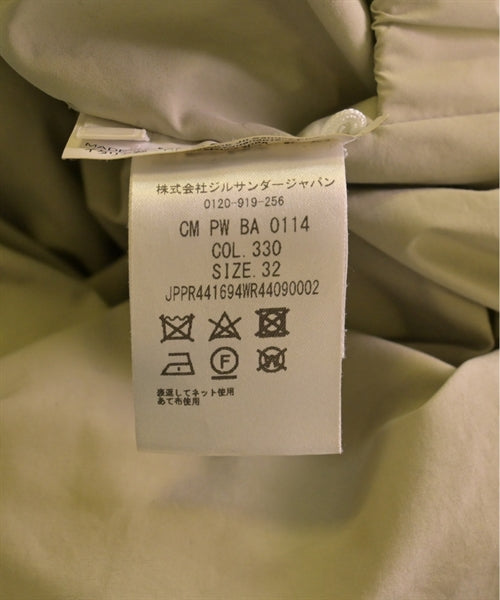 MADE
株式会社ジルサンダージャパン
0120-919-256
CM PW BA 0114
COL. 330
SIZE. 32
JPPR441694WR44090002
F
W
裏返してネット使用
あて布使用